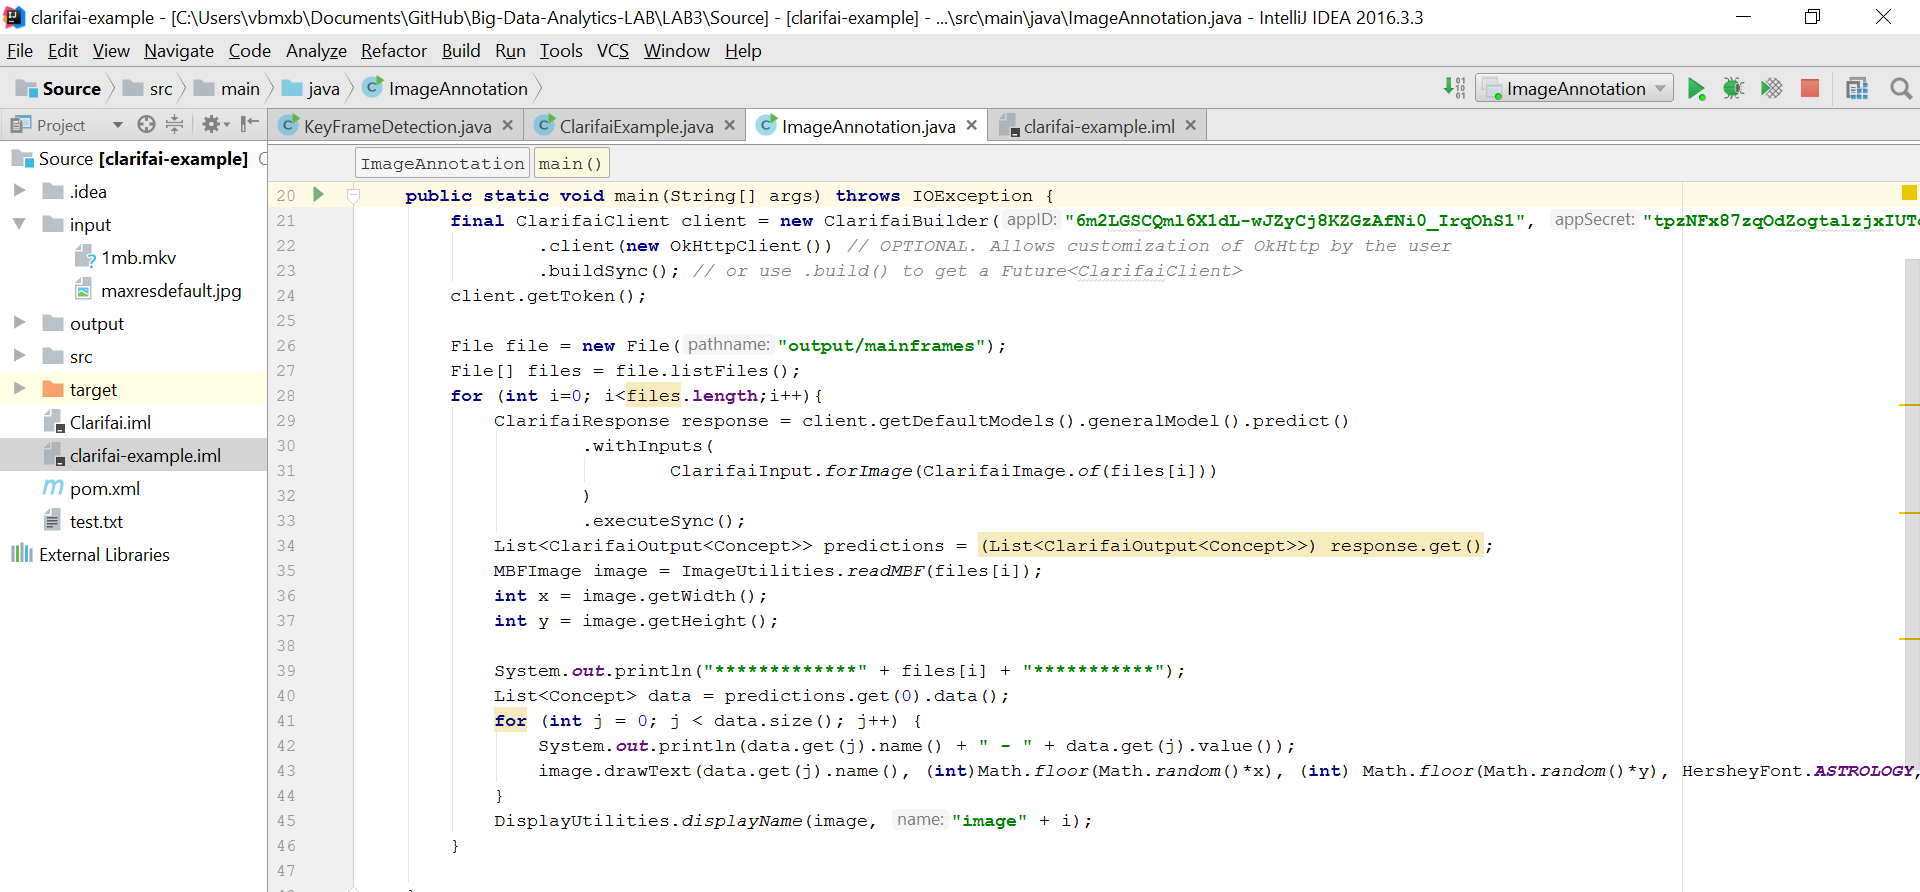 clarifai-example - [C:\Users\vbmxb\Documents\GitHub\Big-Data-Analytics-LAB\LAB3\Source] - [clarifai-example] - ...\src\main\java\ImageAnnotation.java - IntelliJ IDEA 2016.3.3
File Edit View Navigate Code Analyze Refactor Build Run Tools VCS Window Help
Source src main java ImageAnnotation ImageAnnotation
Project KeyFrameDetection.java ClarifaiExample.java ImageAnnotation.java clarifai-example.iml
Source [clarifai-example]
.idea
input
1mb.mkv
maxresdefault.jpg
output
src
target
Clarifai.iml
clarifai-example.iml
pom.xml
test.txt
External Libraries
ImageAnnotation main()
20 public static void main(String[] args) throws IOException {
21 final ClarifaiClient client = new ClarifaiBuilder( appID: "6m2LGSCQml6X1dL-wJZyCj8KZGzAfNi0_IrqOhS1", appSecret: "tpzNFx87zqOdZogtalzjxIUT
22 .client(new OkHttpClient()) // OPTIONAL. Allows customization of OkHttp by the user
23 .buildSync(); // or use .build() to get a Future<ClarifaiClient>
24 client.getToken();
25
26 File file = new File( pathname: "output/mainframes");
27 File[] files = file.listFiles();
28 for (int i=0; i<files.length;i++){
29 ClarifaiResponse response = client.getDefaultModels().generalModel().predict()
30 .withInputs(
31 ClarifaiInput.forImage(ClarifaiImage.of(files[i]))
32 )
33 .executeSync();
34 List<ClarifaiOutput<Concept>> predictions = (List<ClarifaiOutput<Concept>>) response.get();
35 MBFImage image = ImageUtilities.readMBF(files[i]);
36 int x = image.getWidth();
37 int y = image.getHeight();
38
39 System.out.println("*************" + files[i] + "***********");
40 List<Concept> data = predictions.get(0).data();
41 for (int j = 0; j < data.size(); j++) {
42 System.out.println(data.get(j).name() + " - " + data.get(j).value());
43 image.drawText(data.get(j).name(), (int)Math.floor(Math.random()*x), (int) Math.floor(Math.random()*y), HersheyFont.ASTROLOGY,
44 }
45 DisplayUtilities.displayName(image, name: "image" + i);
46 }
47